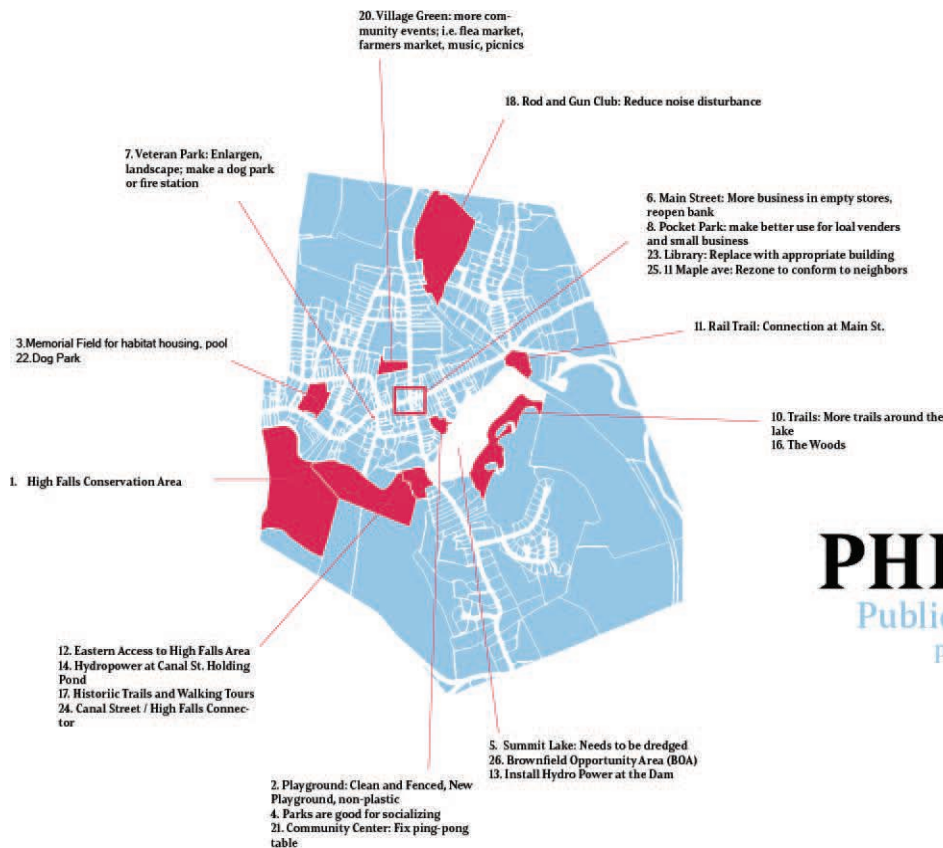 20. Village Green: more com-
munity events; i.e. flea market,
farmers market, music, picnics
18. Rod and Gun Club: Reduce noise disturbance
7. Veteran Park: Enlargen,
landscape; make a dog park
or fire station
6. Main Street: More business in empty stores,
reopen bank
8. Pocket Park: make better use for loal venders
and small business
23. Library: Replace with appropriate building
25. 11 Maple ave: Rezone to conform to neighbors
11. Rail Trail: Connection at Main St.
3.Memorial Field for habitat housing, pool
22.Dog Park
10. Trails: More trails around the
lake
16. The Woods
1. High Falls Conservation Area
PH
Public
12. Eastern Access to High Falls Area
14. Hydropower at Canal St. Holding
Pond
17. Historiic Trails and Walking Tours
24. Canal Street / High Falls Connec-
tor
5. Summit Lake: Needs to be dredged
26. Brownfield Opportunity Area (BOA)
13. Install Hydro Power at the Dam
2. Playground: Clean and Fenced, New
Playground, non-plastic
4. Parks are good for socializing
21. Community Center: Fix ping-pong
table